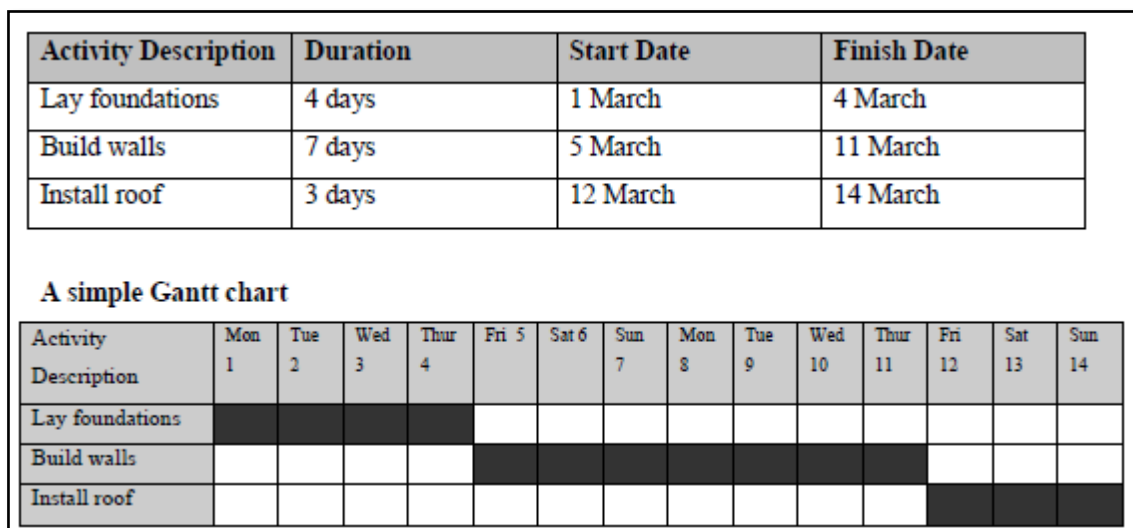 Activity Description Duration Start Date Finish Date
Lay foundations 4 days 1 March 4 March
Build walls 7 days 5 March 11 March
Install roof 3 days 12 March 14 March
A simple Gantt chart
Activity Description Mon 1 Tue 2 Wed 3 Thur 4 Fri 5 Sat 6 Sun 7 Mon 8 Tue 9 Wed 10 Thur 11 Fri 12 Sat 13 Sun 14
Lay foundations
Build walls
Install roof